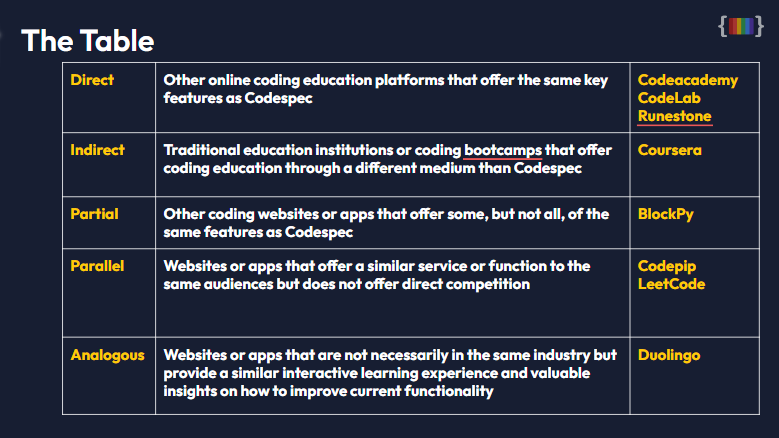 The Table
Direct
Other online coding education platforms that offer the same key
features as Codespec
Codeacademy
CodeLab
Runestone
Indirect
Traditional education institutions or coding bootcamps that offer
coding education through a different medium than Codespec
Coursera
Partial
Other coding websites or apps that offer some, but not all, of the
same features as Codespec
BlockPy
Parallel
Websites or apps that offer a similar service or function to the
same audiences but does not offer direct competition
Codepip
LeetCode
Analogous
Websites or apps that are not necessarily in the same industry but
provide a similar interactive learning experience and valuable
insights on how to improve current functionality
Duolingo